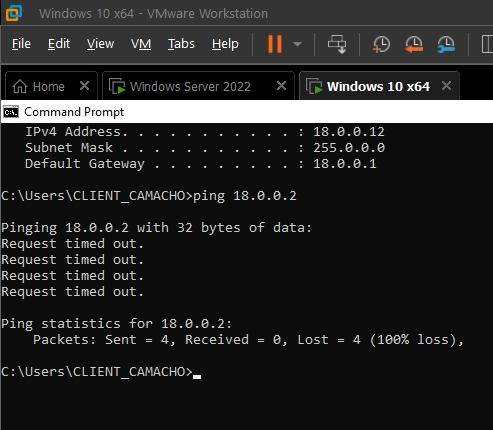 Windows 10 x64 - VMware Workstation
File Edit View VM Tabs Help
Home Windows Server 2022 Windows 10 x64
C:\. Command Prompt
IPv4 Address. . . . . . . . . . . : 18.0.0.12
Subnet Mask . . . . . . . . . . . : 255.0.0.0
Default Gateway . . . . . . . . . : 18.0.0.1
C:\Users\CLIENT_CAMACHO>ping 18.0.0.2
Pinging 18.0.0.2 with 32 bytes of data:
Request timed out.
Request timed out.
Request timed out.
Request timed out.
Ping statistics for 18.0.0.2:
Packets: Sent = 4, Received = 0, Lost = 4 (100% loss),
C:\Users\CLIENT_CAMACHO>